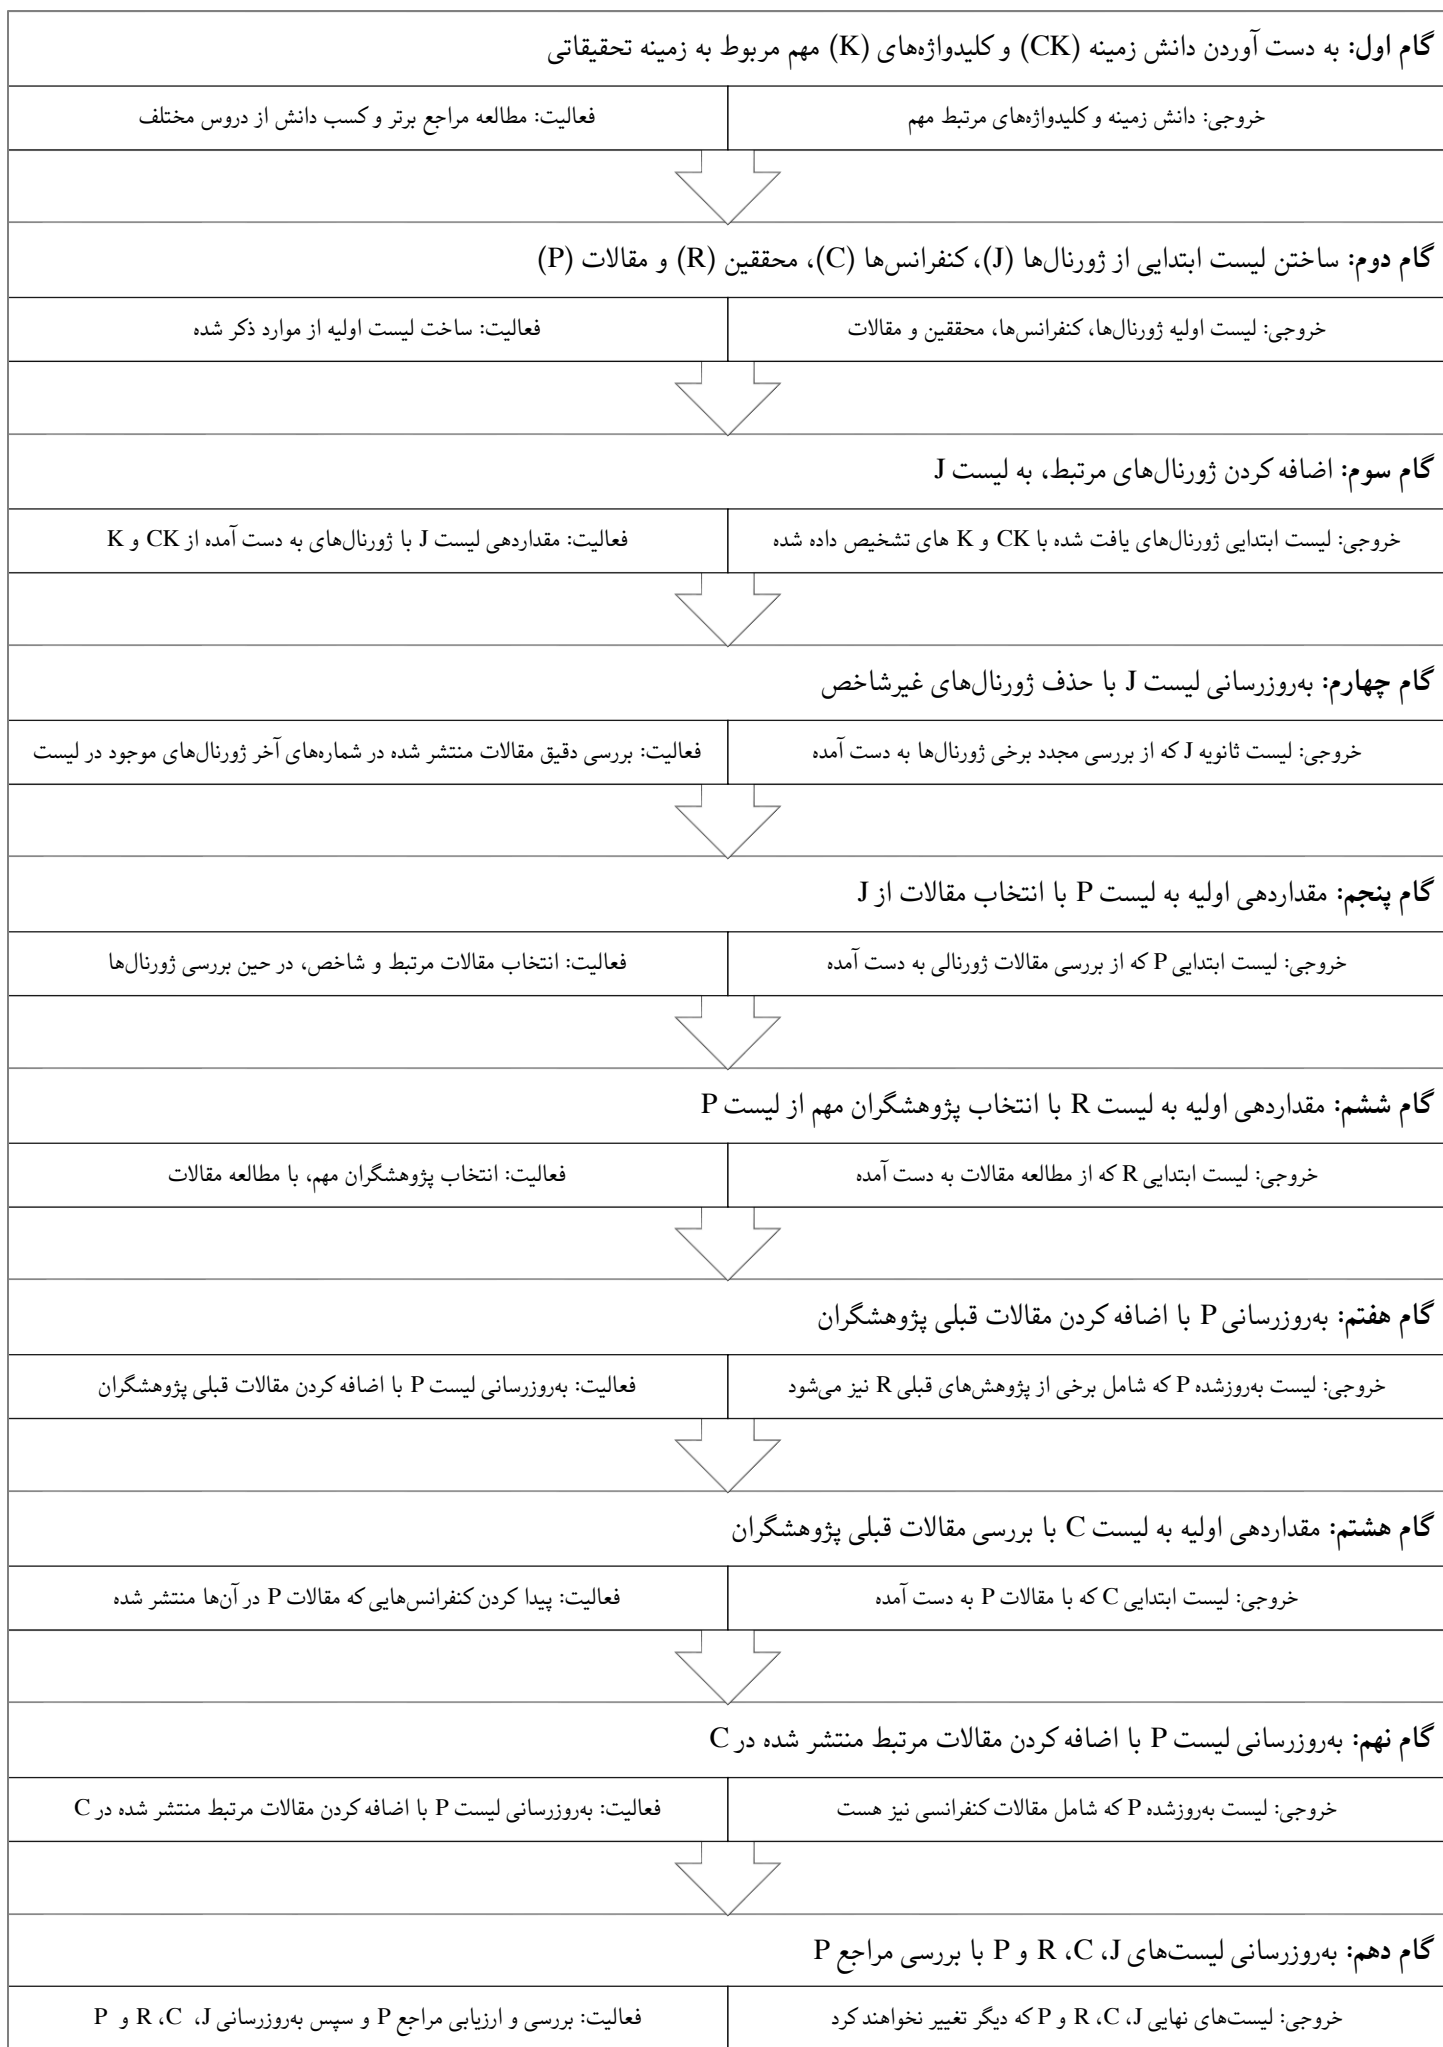 گام اول: به دست آوردن دانش زمینه (CK) و کلیدواژه‌های (K) مهم مربوط به زمینه تحقیقاتی
خروجی: دانش زمینه و کلیدواژه‌های مرتبط مهم
فعالیت: مطالعه مراجع برتر و کسب دانش از دروس مختلف
گام دوم: ساختن لیست ابتدایی از ژورنال‌ها (J)، کنفرانس‌ها (C)، محققین (R) و مقالات (P)
خروجی: لیست اولیه ژورنال‌ها، کنفرانس‌ها، محققین و مقالات
فعالیت: ساخت لیست اولیه از موارد ذکر شده
گام سوم: اضافه کردن ژورنال‌های مرتبط، به لیست J
خروجی: لیست ابتدایی ژورنال‌های یافت شده با CK و K های تشخیص داده شده
فعالیت: مقداردهی لیست J با ژورنال‌های به دست آمده از CK و K
گام چهارم: به‌روزرسانی لیست J با حذف ژورنال‌های غیرشاخص
خروجی: لیست ثانویه J که از بررسی مجدد برخی ژورنال‌ها به دست آمده
فعالیت: بررسی دقیق مقالات منتشر شده در شماره‌های آخر ژورنال‌های موجود در لیست
گام پنجم: مقداردهی اولیه به لیست P با انتخاب مقالات از J
خروجی: لیست ابتدایی P که از بررسی مقالات ژورنالی به دست آمده
فعالیت: انتخاب مقالات مرتبط و شاخص، در حین بررسی ژورنال‌ها
گام ششم: مقداردهی اولیه به لیست R با انتخاب پژوهشگران مهم از لیست P
خروجی: لیست ابتدایی R که از مطالعه مقالات به دست آمده
فعالیت: انتخاب پژوهشگران مهم، با مطالعه مقالات
گام هفتم: به‌روزرسانی P با اضافه کردن مقالات قبلی پژوهشگران
خروجی: لیست به‌روزشده P که شامل برخی از پژوهش‌های قبلی R نیز می‌شود
فعالیت: به‌روزرسانی لیست P با اضافه کردن مقالات قبلی پژوهشگران
گام هشتم: مقداردهی اولیه به لیست C با بررسی مقالات قبلی پژوهشگران
خروجی: لیست ابتدایی C که با مقالات P به دست آمده
فعالیت: پیدا کردن کنفرانس‌هایی که مقالات P در آن‌ها منتشر شده
گام نهم: به‌روزرسانی لیست P با اضافه کردن مقالات مرتبط منتشر شده در C
خروجی: لیست به‌روزشده P که شامل مقالات کنفرانسی نیز هست
فعالیت: به‌روزرسانی لیست P با اضافه کردن مقالات مرتبط منتشر شده در C
گام دهم: به‌روزرسانی لیست‌های J، C، R و P با بررسی مراجع P
خروجی: لیست‌های نهایی J، C، R و P که دیگر تغییر نخواهند کرد
فعالیت: بررسی و ارزیابی مراجع P و سپس به‌روزرسانی J، C، R و P